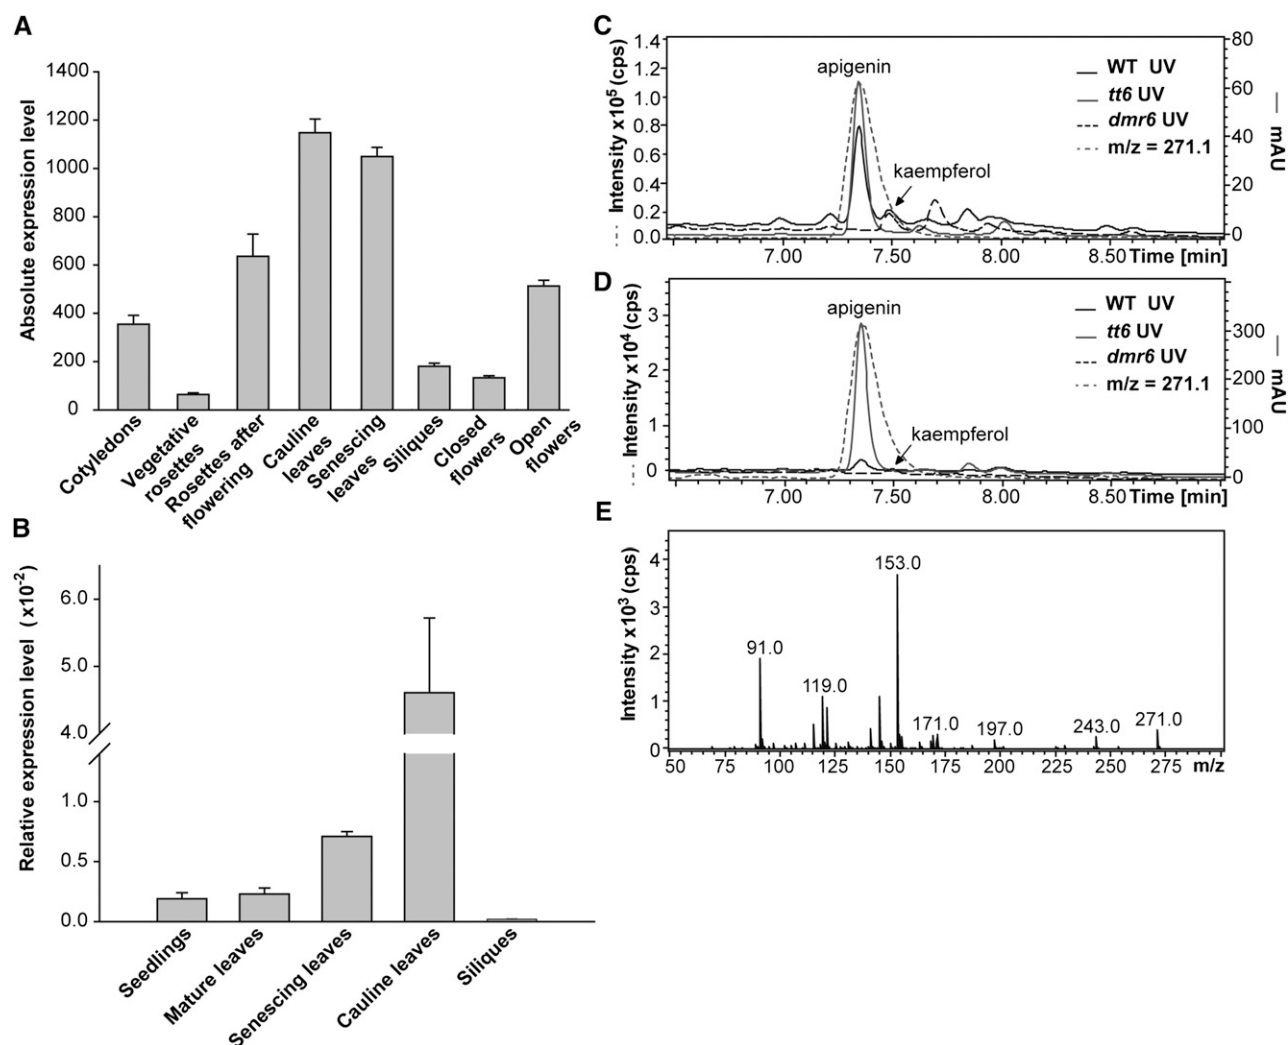 A
1400
1200
1000
800
600
400
200
0
Absolute expression level
Cotyledons
Vegetative
rosettes
Rosettes after
flowering
Cauline
leaves
Senescing
leaves
Siliques
Closed
flowers
Open
flowers
B
6.0
5.0
4.0
1.0
0.5
0.0
Relative expression level (x10⁻²)
Seedlings
Mature leaves
Senescing leaves
Cauline leaves
Siliques
C
1.4
1.2
1.0
0.8
0.6
0.4
0.2
0.0
Intensity x10⁵ (cps)
apigenin
kaempferol
WT UV
tt6 UV
dmr6 UV
m/z = 271.1
80
60
40
20
0
mAU
7.00 7.50 8.00 8.50 Time [min]
D
3
2
1
0
Intensity x10⁴ (cps)
apigenin
kaempferol
WT UV
tt6 UV
dmr6 UV
m/z = 271.1
300
200
100
0
mAU
7.00 7.50 8.00 8.50 Time [min]
E
4
3
2
1
0
Intensity x10³ (cps)
91.0
119.0
153.0
171.0
197.0
243.0
271.0
50 75 100 125 150 175 200 225 250 275 m/z